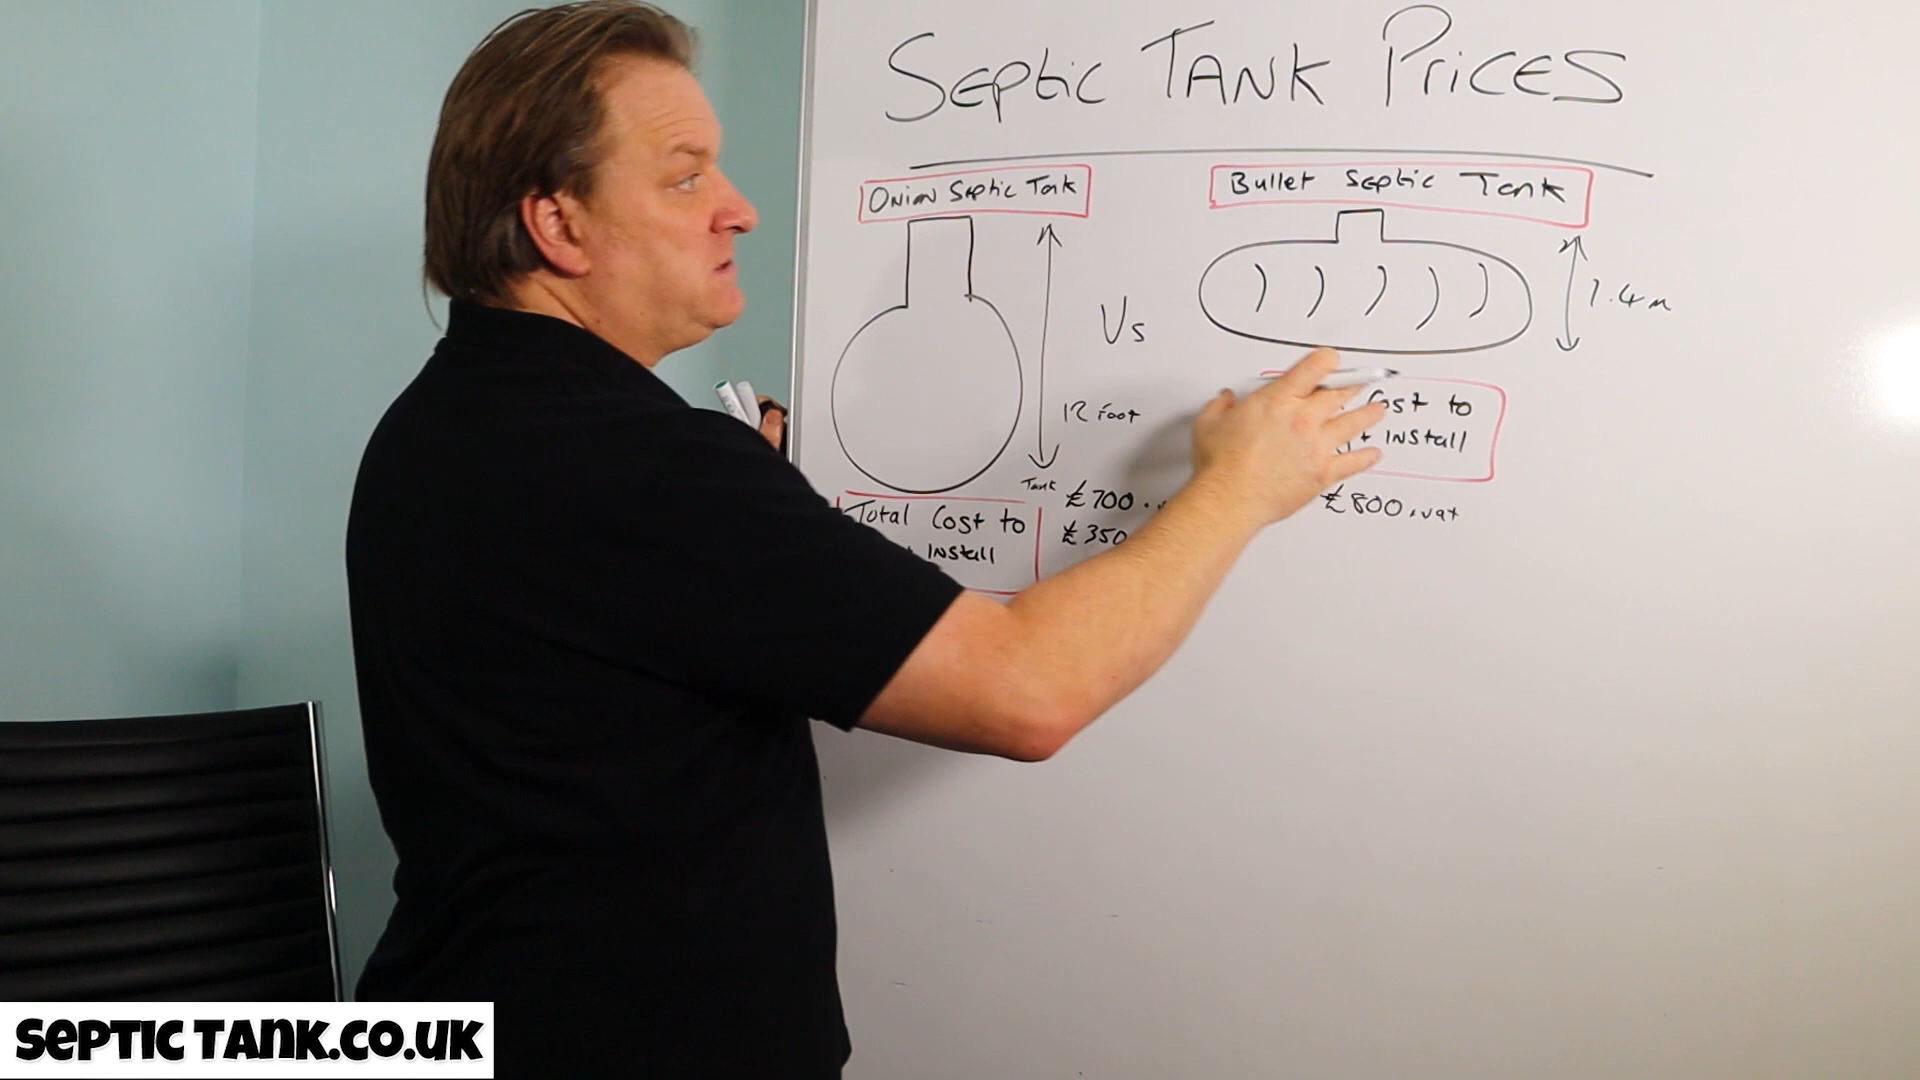 SEPtic TANK PriCES
ONION SEPtic Tank
Bullet SEPtic Tank
Vs
1.4m
12 Foot
Tank £700
£350
Total Cost to
INStall
Cost to
INStall
£800 + vat
SEPTIC TANK.CO.UK